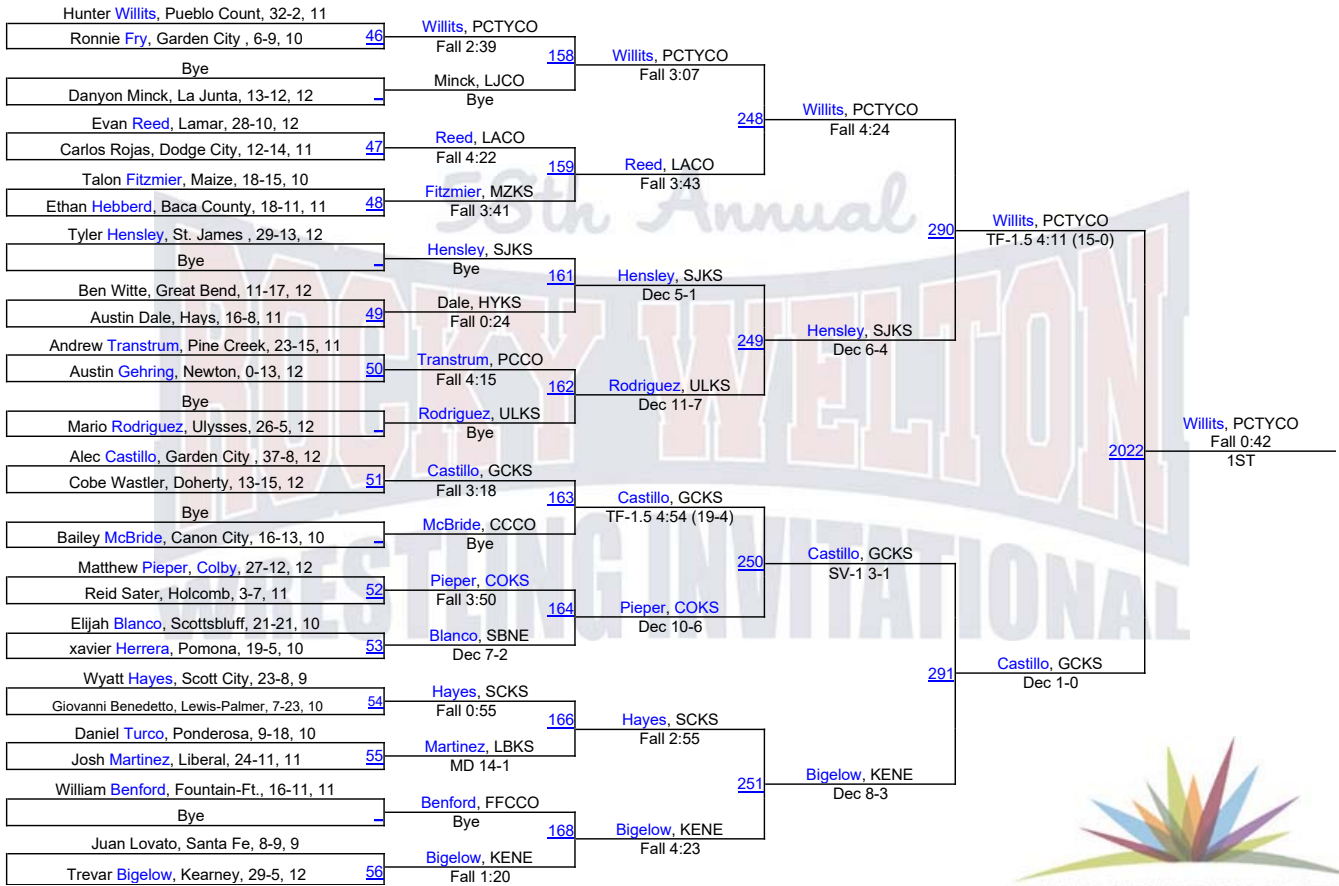 Hunter Willits, Pueblo Count, 32-2, 11
Ronnie Fry, Garden City , 6-9, 10
46
Bye
Danyon Minck, La Junta, 13-12, 12
Evan Reed, Lamar, 28-10, 12
Carlos Rojas, Dodge City, 12-14, 11
47
Talon Fitzmier, Maize, 18-15, 10
Ethan Hebberd, Baca County, 18-11, 11
48
Tyler Hensley, St. James , 29-13, 12
Bye
Ben Witte, Great Bend, 11-17, 12
Austin Dale, Hays, 16-8, 11
49
Andrew Transtrum, Pine Creek, 23-15, 11
Austin Gehring, Newton, 0-13, 12
50
Bye
Mario Rodriguez, Ulysses, 26-5, 12
Alec Castillo, Garden City , 37-8, 12
Cobe Wastler, Doherty, 13-15, 12
51
Bye
Bailey McBride, Canon City, 16-13, 10
Matthew Pieper, Colby, 27-12, 12
Reid Sater, Holcomb, 3-7, 11
52
Elijah Blanco, Scottsbluff, 21-21, 10
xavier Herrera, Pomona, 19-5, 10
53
Wyatt Hayes, Scott City, 23-8, 9
Giovanni Benedetto, Lewis-Palmer, 7-23, 10
54
Daniel Turco, Ponderosa, 9-18, 10
Josh Martinez, Liberal, 24-11, 11
55
William Benford, Fountain-Ft., 16-11, 11
Bye
Juan Lovato, Santa Fe, 8-9, 9
Trevar Bigelow, Kearney, 29-5, 12
56
Willits, PCTYCO
Fall 2:39
158
Minck, LJCO
Bye
Reed, LACO
Fall 4:22
159
Fitzmier, MZKS
Fall 3:41
Hensley, SJKS
Bye
161
Dale, HYKS
Fall 0:24
Transtrum, PCCO
Fall 4:15
162
Rodriguez, ULKS
Bye
Castillo, GCKS
Fall 3:18
163
McBride, CCCO
Bye
Pieper, COKS
Fall 3:50
164
Blanco, SBNE
Dec 7-2
Hayes, SCKS
Fall 0:55
166
Martinez, LBKS
MD 14-1
Benford, FFCCO
Bye
168
Bigelow, KENE
Fall 1:20
Willits, PCTYCO
Fall 3:07
248
Reed, LACO
Fall 3:43
Hensley, SJKS
Dec 5-1
249
Rodriguez, ULKS
Dec 11-7
Castillo, GCKS
TF-1.5 4:54 (19-4)
250
Pieper, COKS
Dec 10-6
Hayes, SCKS
Fall 2:55
251
Bigelow, KENE
Fall 4:23
Willits, PCTYCO
Fall 4:24
290
Hensley, SJKS
Dec 6-4
Castillo, GCKS
SV-1 3-1
291
Bigelow, KENE
Dec 8-3
Willits, PCTYCO
TF-1.5 4:11 (15-0)
2022
Castillo, GCKS
Dec 1-0
Willits, PCTYCO
Fall 0:42
1ST
58th Annual
ROCKY WELTON
WRESTLING INVITATIONAL